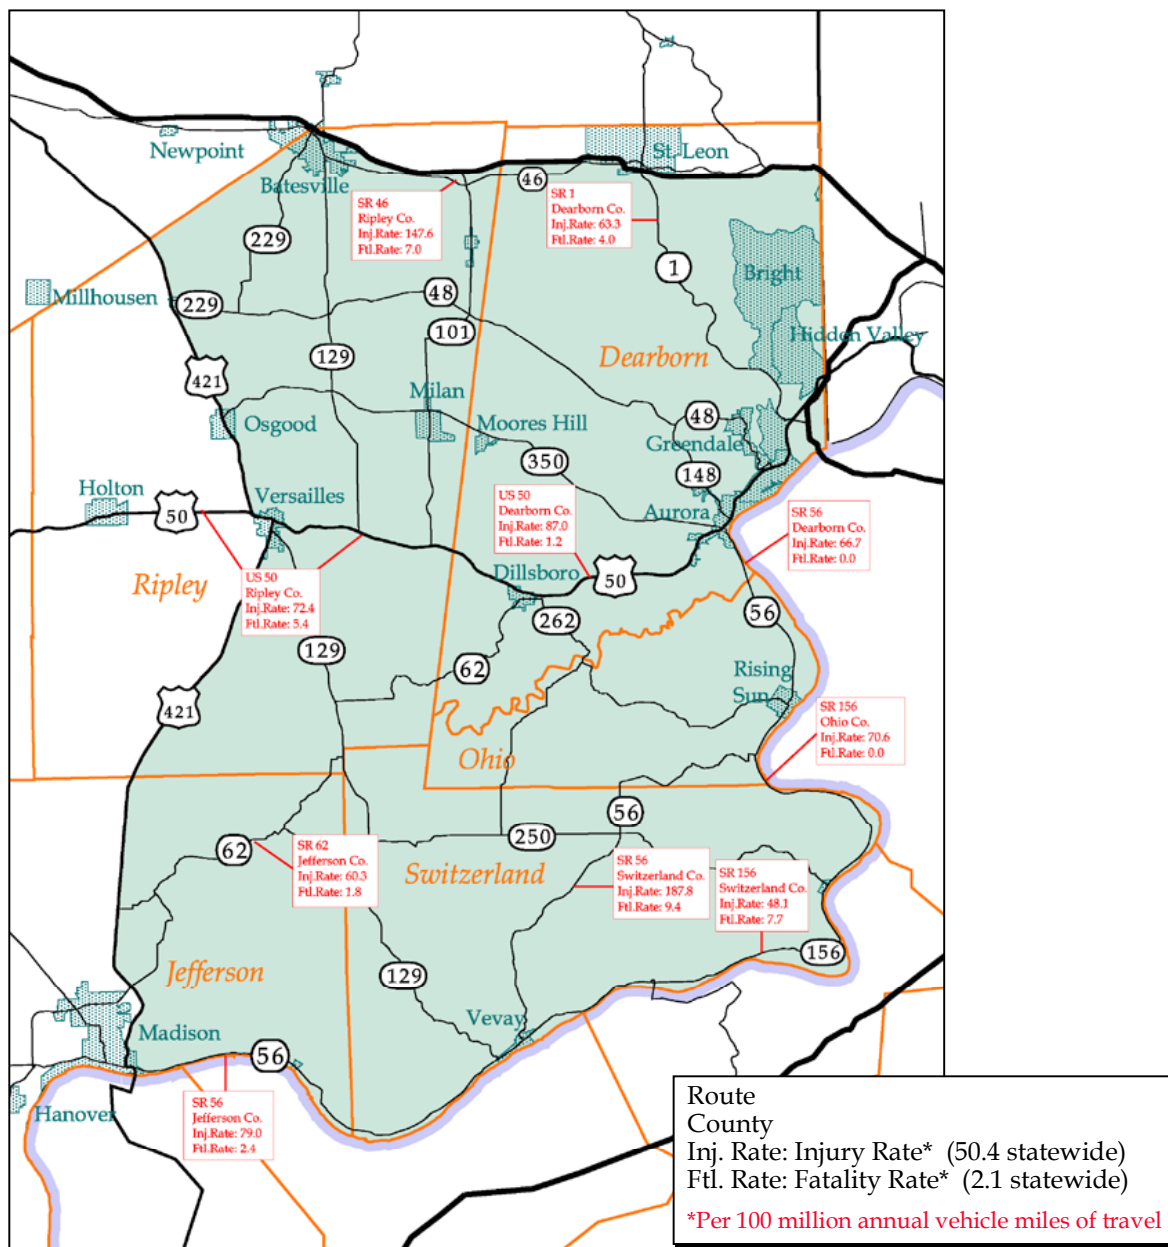 Newpoint
St. Leon
Batesville
46
SR 46
Ripley Co.
Inj.Rate: 147.6
Ftl.Rate: 7.0
SR 1
Dearborn Co.
Inj.Rate: 63.3
Ftl.Rate: 4.0
229
1
Bright
Millhousen
229
48
101
Hidden Valley
129
Dearborn
421
Milan
Osgood
Moores Hill
48
Greendale
350
148
Holton
Versailles
50
US 50
Dearborn Co.
Inj.Rate: 87.0
Ftl.Rate: 1.2
Aurora
SR 56
Dearborn Co.
Inj.Rate: 66.7
Ftl.Rate: 0.0
Ripley
US 50
Ripley Co.
Inj.Rate: 72.4
Ftl.Rate: 5.4
Dillsboro
50
262
56
129
62
Rising
Sun
421
SR 156
Ohio Co.
Inj.Rate: 70.6
Ftl.Rate: 0.0
Ohio
56
250
62
SR 62
Jefferson Co.
Inj.Rate: 60.3
Ftl.Rate: 1.8
Switzerland
SR 56
Switzerland Co.
Inj.Rate: 187.8
Ftl.Rate: 9.4
SR 156
Switzerland Co.
Inj.Rate: 48.1
Ftl.Rate: 7.7
156
Jefferson
129
Vevay
Madison
56
Hanover
SR 56
Jefferson Co.
Inj.Rate: 79.0
Ftl.Rate: 2.4
Route
County
Inj. Rate: Injury Rate* (50.4 statewide)
Ftl. Rate: Fatality Rate* (2.1 statewide)
*Per 100 million annual vehicle miles of travel